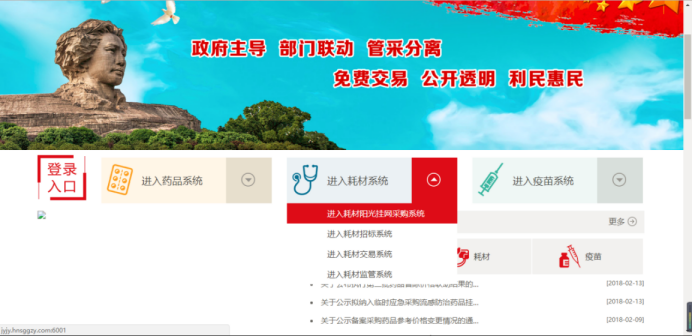 政府主导 部门联动 管采分离
免费交易 公开透明 利民惠民
登录
入口
进入药品系统
进入耗材系统
进入疫苗系统
进入耗材阳光挂网采购系统
进入耗材招标系统
进入耗材交易系统
进入耗材监管系统
更多
耗材
疫苗
[2018-02-13]
关于公示拟纳入临时应急采购流感防治药品挂...
[2018-02-13]
关于公示备案采购药品参考价格变更情况的通...
[2018-02-09]
jyjy.hnsggzy.com:6001